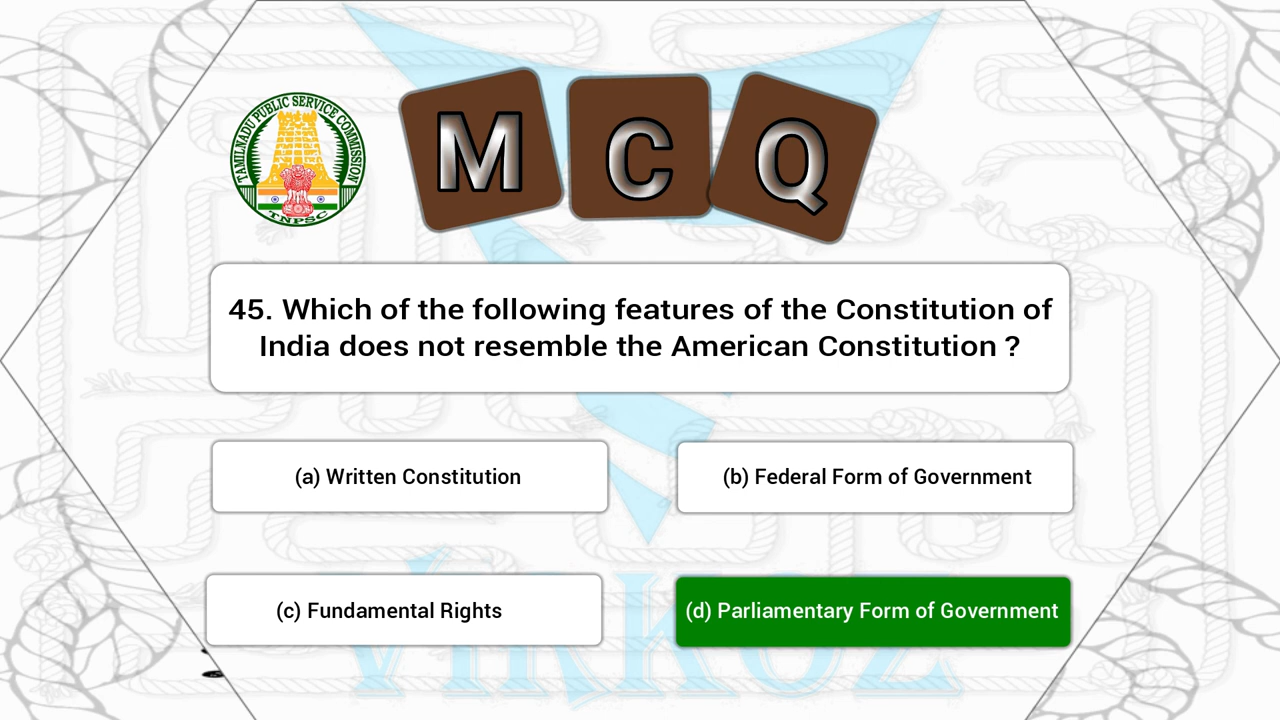 TAMILNADU PUBLIC SERVICE COMMISSION
TNPSC
M C Q
45. Which of the following features of the Constitution of
India does not resemble the American Constitution ?
(a) Written Constitution
(b) Federal Form of Government
(c) Fundamental Rights
(d) Parliamentary Form of Government